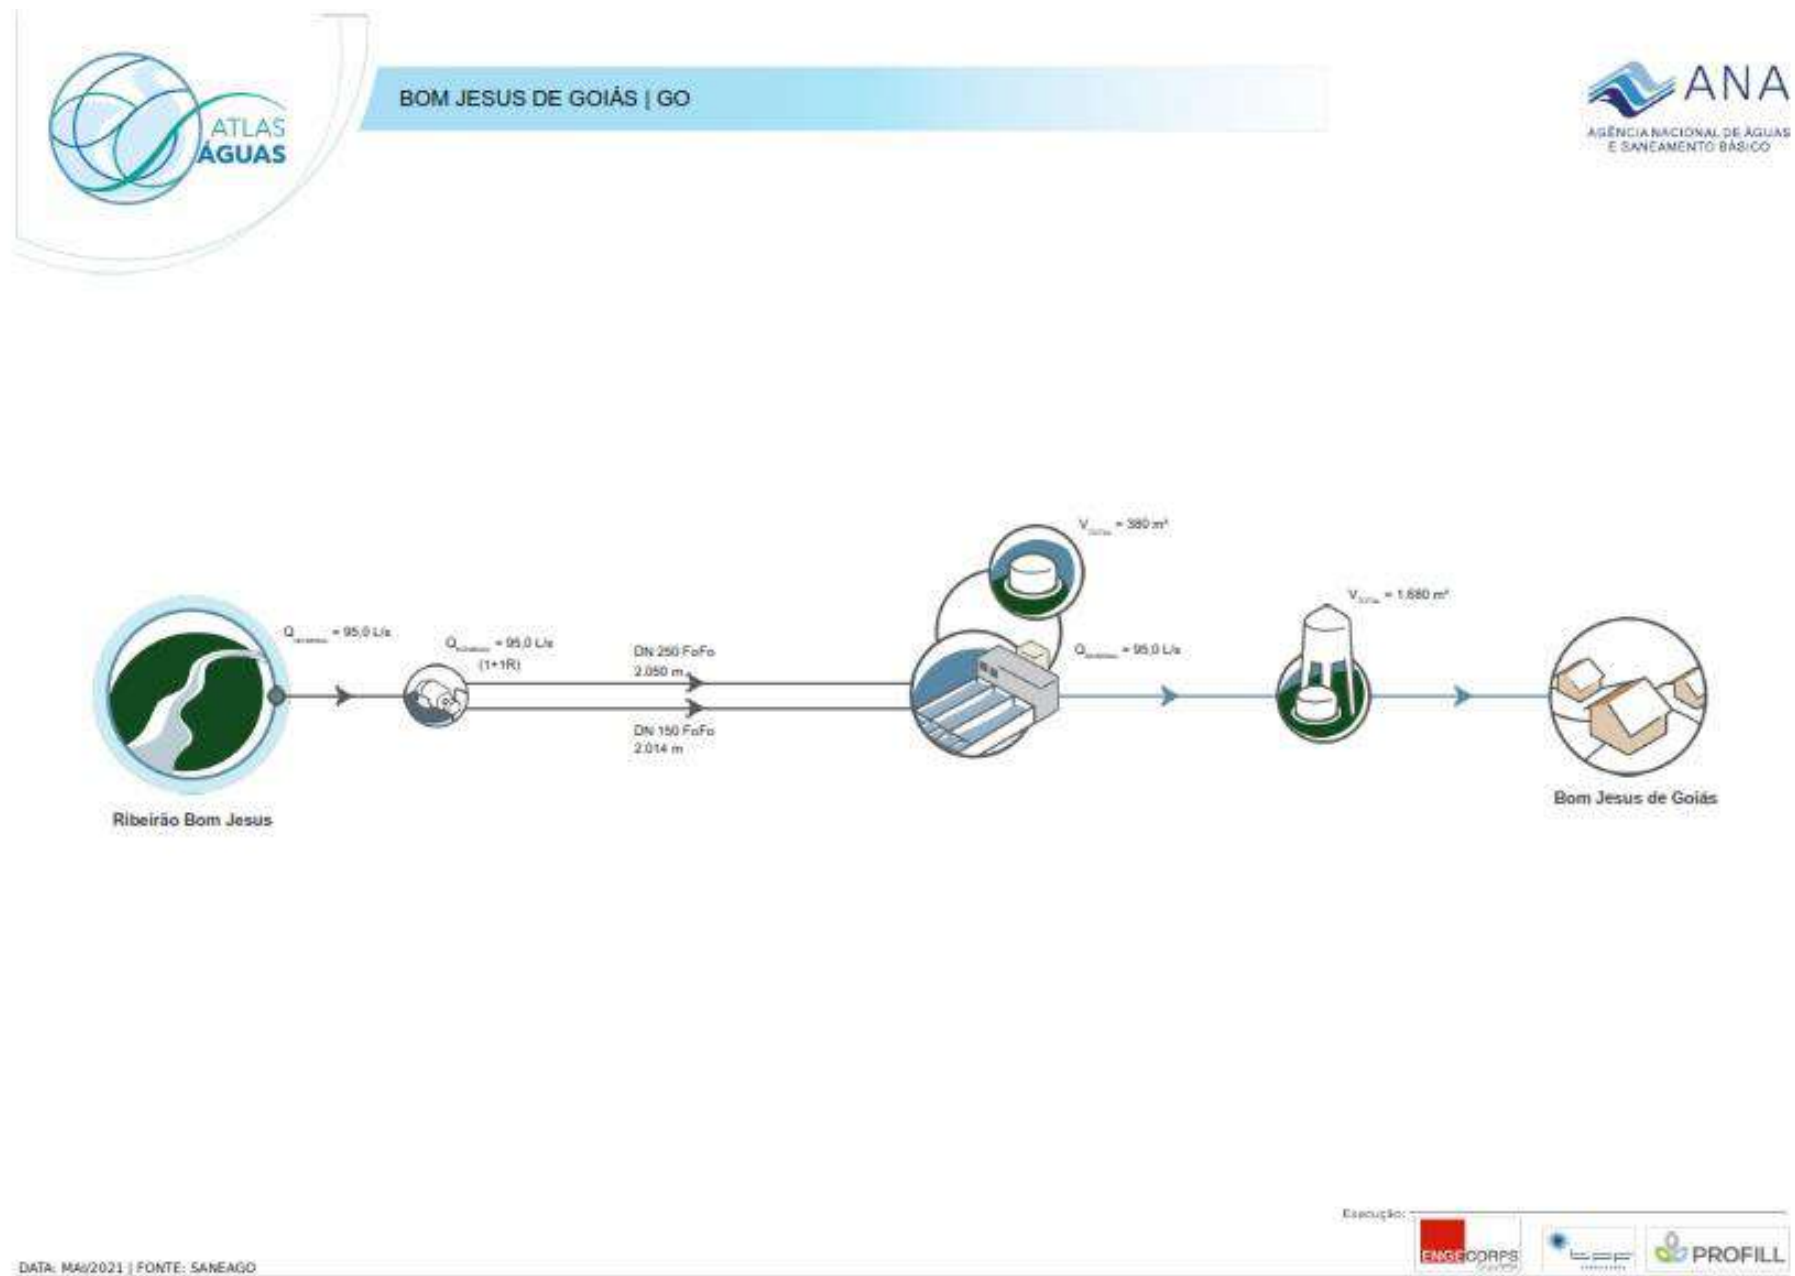 ATLAS
ÁGUAS
BOM JESUS DE GOIÁS | GO
ANA
AGÊNCIA NACIONAL DE ÁGUAS
E SANEAMENTO BÁSICO
V = 380 m³
V = 1.680 m³
Q = 95,0 L/s
Q = 95,0 L/s
(1+1R)
DN 250 FoFo
2.050 m
Q = 95,0 L/s
DN 150 FoFo
2.014 m
Bom Jesus de Goiás
Ribeirão Bom Jesus
Execução:
ENGECORPS
PROFILL
DATA: MAI/2021 | FONTE: SANEAGO